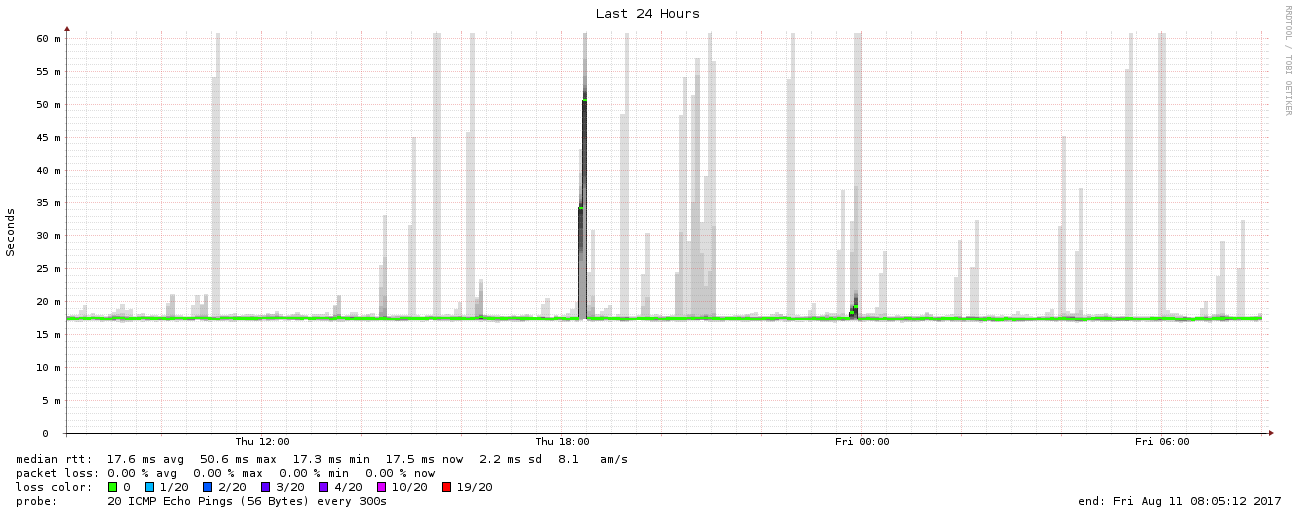 Last 24 Hours
RRDTOOL / TOBI OETIKER
Seconds
60 m
55 m
50 m
45 m
40 m
35 m
30 m
25 m
20 m
15 m
10 m
5 m
0
Thu 12:00 Thu 18:00 Fri 00:00 Fri 06:00
median rtt: 17.6 ms avg 50.6 ms max 17.3 ms min 17.5 ms now 2.2 ms sd 8.1 am/s
packet loss: 0.00 % avg 0.00 % max 0.00 % min 0.00 % now
loss color: 0 1/20 2/20 3/20 4/20 10/20 19/20
probe: 20 ICMP Echo Pings (56 Bytes) every 300s end: Fri Aug 11 08:05:12 2017